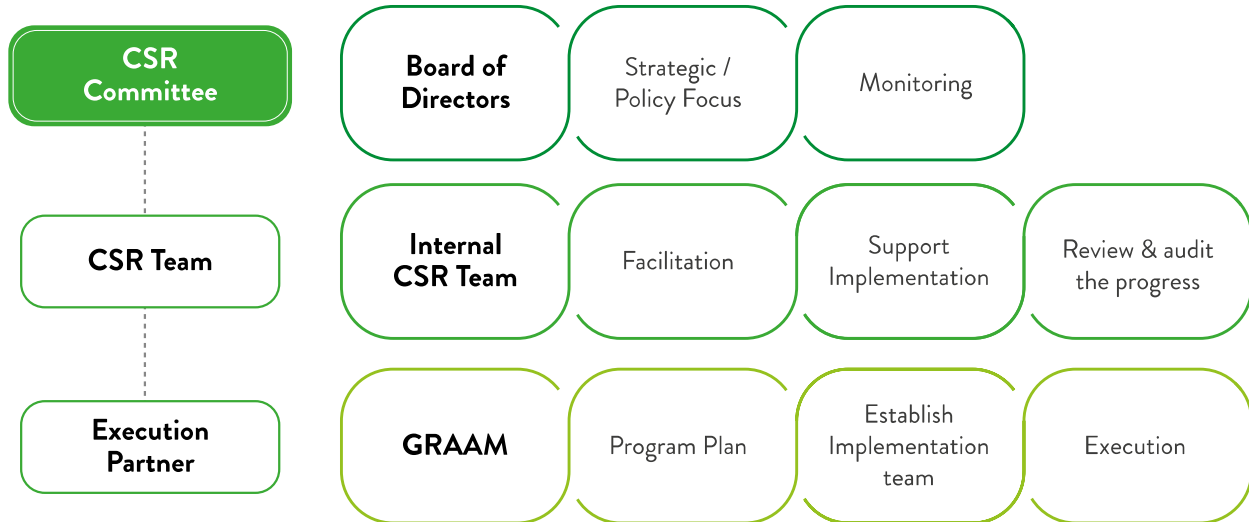 CSR
Committee
Board of
Directors
Strategic /
Policy Focus
Monitoring
CSR Team
Internal
CSR Team
Facilitation
Support
Implementation
Review & audit
the progress
Execution
Partner
GRAAM
Program Plan
Establish
Implementation
team
Execution